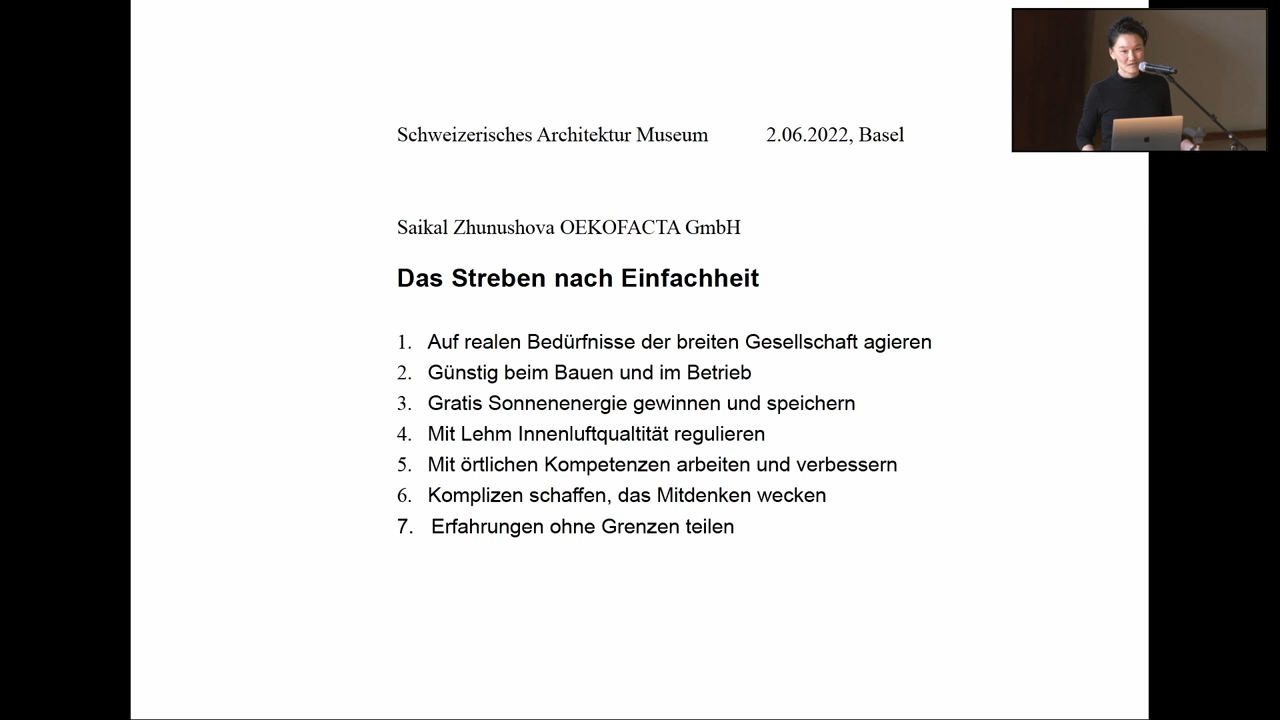 Schweizerisches Architektur Museum 2.06.2022, Basel
Saikal Zhunushova OEKOFACTA GmbH
Das Streben nach Einfachheit
1. Auf realen Bedürfnisse der breiten Gesellschaft agieren
2. Günstig beim Bauen und im Betrieb
3. Gratis Sonnenenergie gewinnen und speichern
4. Mit Lehm Innenluftqualtität regulieren
5. Mit örtlichen Kompetenzen arbeiten und verbessern
6. Komplizen schaffen, das Mitdenken wecken
7. Erfahrungen ohne Grenzen teilen